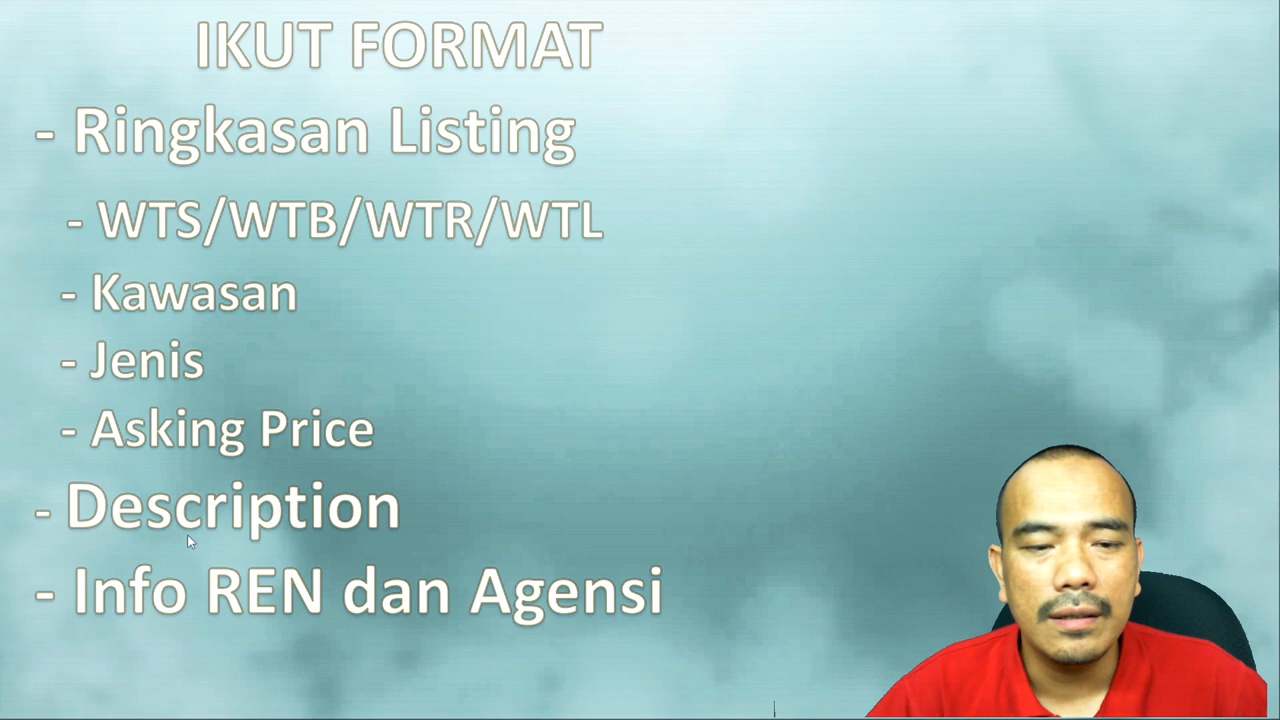 IKUT FORMAT
- Ringkasan Listing
- WTS/WTB/WTR/WTL
- Kawasan
- Jenis
- Asking Price
- Description
- Info REN dan Agensi